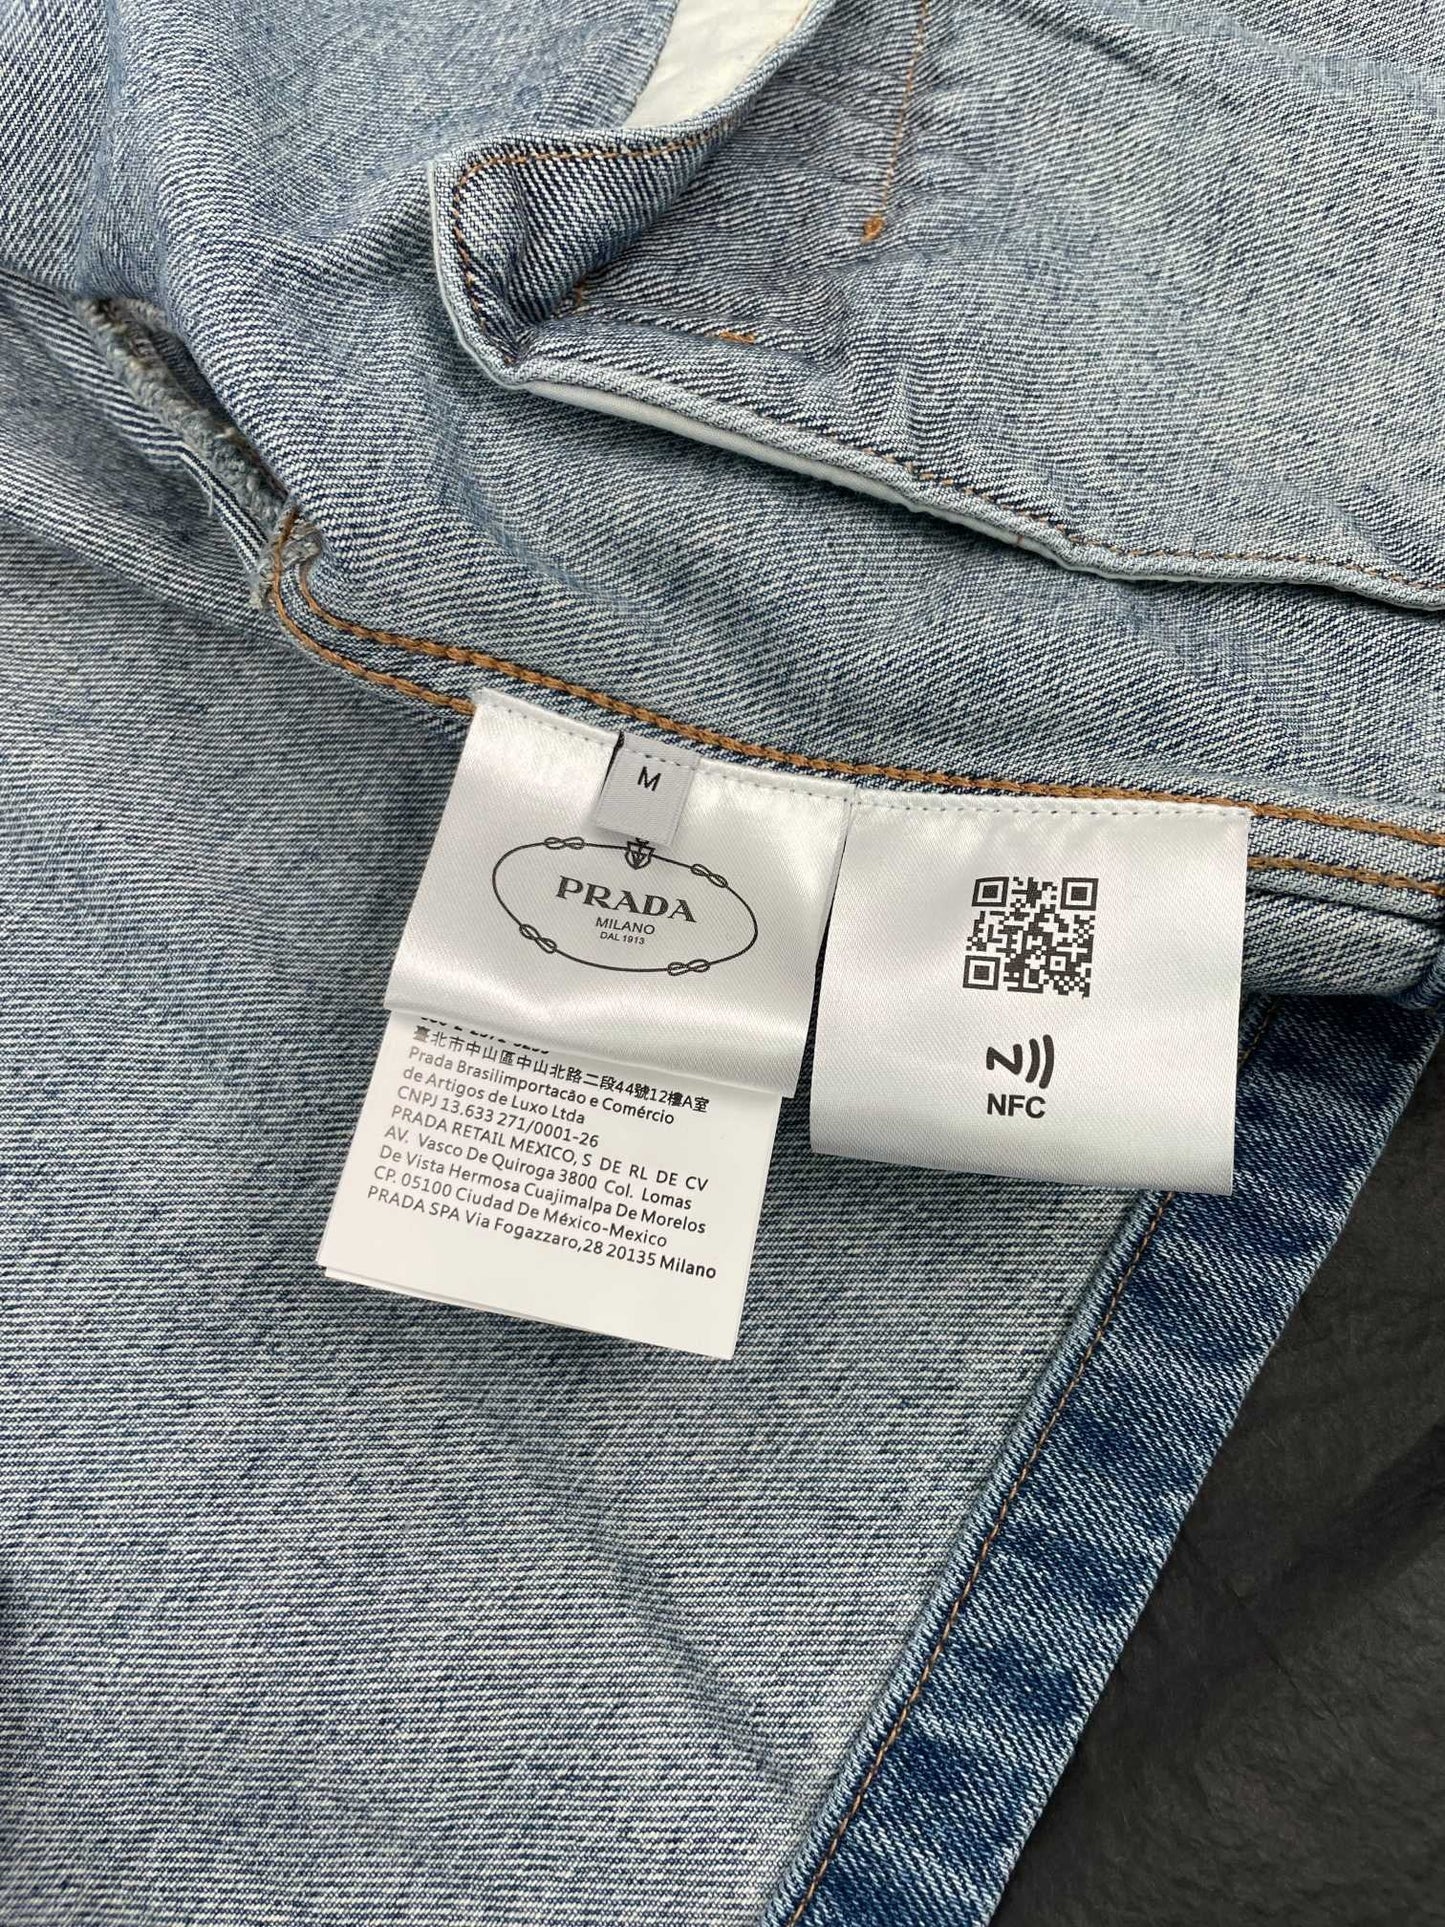 M
PRADA
MILANO
DAL 1913
臺北市中山區中山北路二段44號12樓A室
Prada Brasilimportacão e Comércio
de Artigos de Luxo Ltda
CNPJ 13.633 271/0001-26
PRADA RETAIL MEXICO, S DE RL DE CV
AV. Vasco De Quiroga 3800 Col. Lomas
De Vista Hermosa Cuajimalpa De Morelos
CP. 05100 Ciudad De México-Mexico
PRADA SPA Via Fogazzaro,28 20135 Milano
NFC